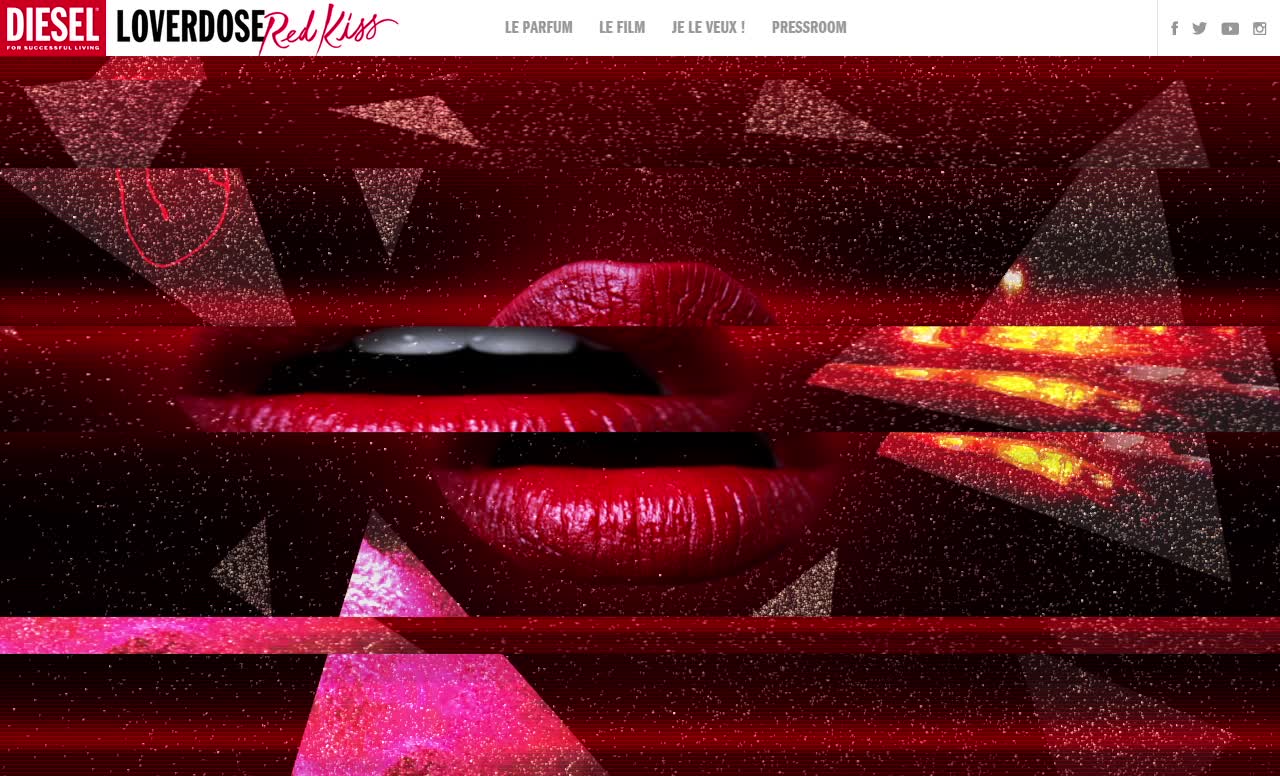 DIESEL
FOR SUCCESSFUL LIVING
LOVERDOSE Red Kiss
LE PARFUM
LE FILM
JE LE VEUX !
PRESSROOM